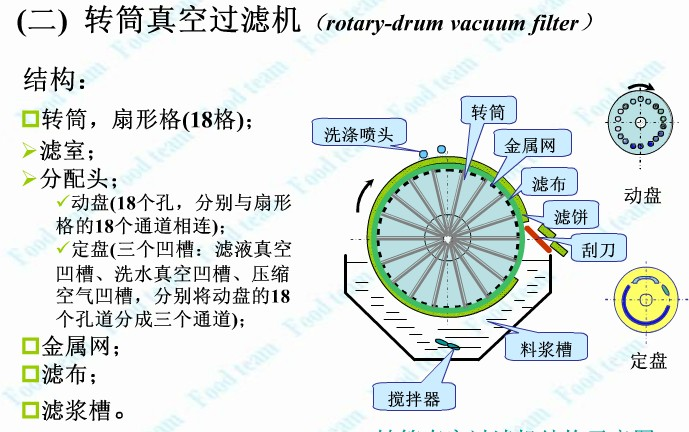 (二) 转筒真空过滤机（rotary-drum vacuum filter）
结构：
转筒，扇形格(18格)；
滤室；
分配头；
动盘(18个孔，分别与扇形
格的18个通道相连)；
定盘(三个凹槽：滤液真空
凹槽、洗水真空凹槽、压缩
空气凹槽，分别将动盘的18
个孔道分成三个通道)；
金属网；
滤布；
滤浆槽。
洗涤喷头
转筒
金属网
滤布
滤饼
刮刀
料浆槽
搅拌器
动盘
定盘
Food team